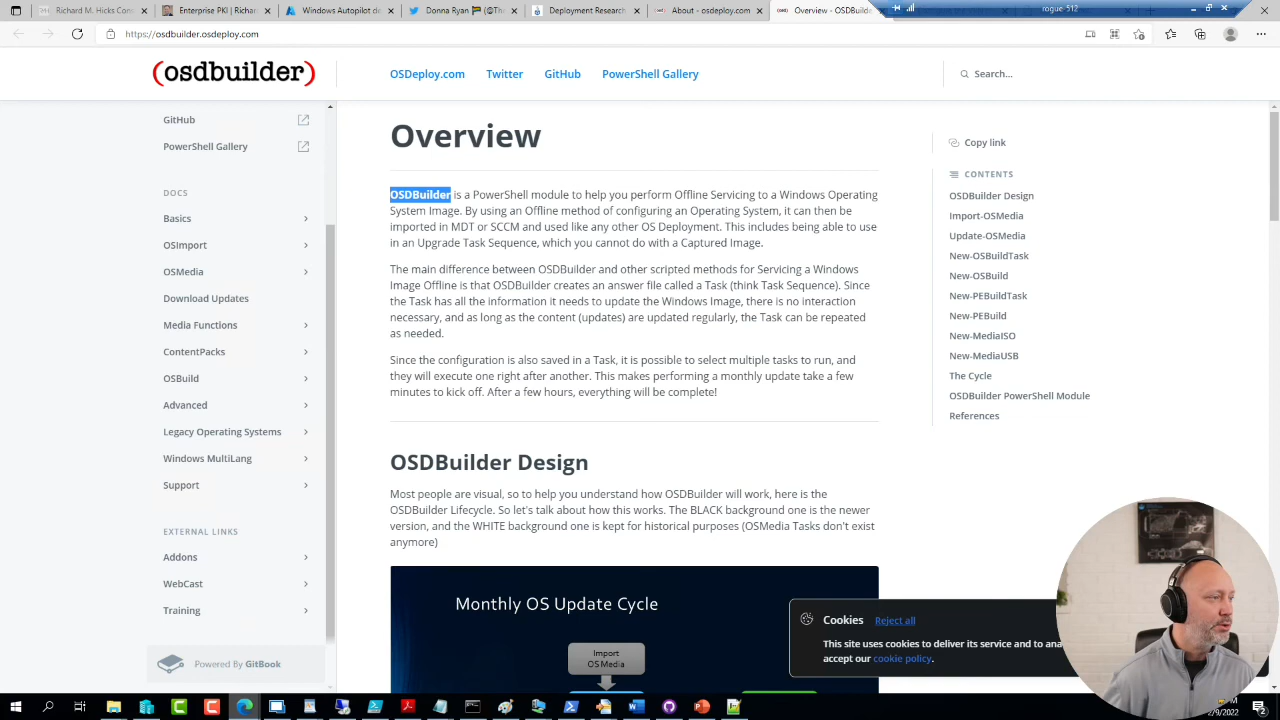 Window
OSD Ri
Michael
Windows S
Ryan Yin
Deployment
(4) - osde
gwblok
rogue-512
https://osdbuilder.osdeploy.com
(osdbuilder)
OSDeploy.com
Twitter
GitHub
PowerShell Gallery
Search...
GitHub
PowerShell Gallery
DOCS
Basics
OSImport
OSMedia
Download Updates
Media Functions
ContentPacks
OSBuild
Advanced
Legacy Operating Systems
Windows MultiLang
Support
EXTERNAL LINKS
Addons
WebCast
Training
Powered By GitBook
Overview
OSDBuilder is a PowerShell module to help you perform Offline Servicing to a Windows Operating
System Image. By using an Offline method of configuring an Operating System, it can then be
imported in MDT or SCCM and used like any other OS Deployment. This includes being able to use
in an Upgrade Task Sequence, which you cannot do with a Captured Image.
The main difference between OSDBuilder and other scripted methods for Servicing a Windows
Image Offline is that OSDBuilder creates an answer file called a Task (think Task Sequence). Since
the Task has all the information it needs to update the Windows Image, there is no interaction
necessary, and as long as the content (updates) are updated regularly, the Task can be repeated
as needed.
Since the configuration is also saved in a Task, it is possible to select multiple tasks to run, and
they will execute one right after another. This makes performing a monthly update take a few
minutes to kick off. After a few hours, everything will be complete!
OSDBuilder Design
Most people are visual, so to help you understand how OSDBuilder will work, here is the
OSDBuilder Lifecycle. So let's talk about how this works. The BLACK background one is the newer
version, and the WHITE background one is kept for historical purposes (OSMedia Tasks don't exist
anymore)
Monthly OS Update Cycle
Import
OS Media
Copy link
CONTENTS
OSDBuilder Design
Import-OSMedia
Update-OSMedia
New-OSBuildTask
New-OSBuild
New-PEBuildTask
New-PEBuild
New-MediaISO
New-MediaUSB
The Cycle
OSDBuilder PowerShell Module
References
Cookies
Reject all
This site uses cookies to deliver its service and to ana
accept our cookie policy.
PM
2/9/2022